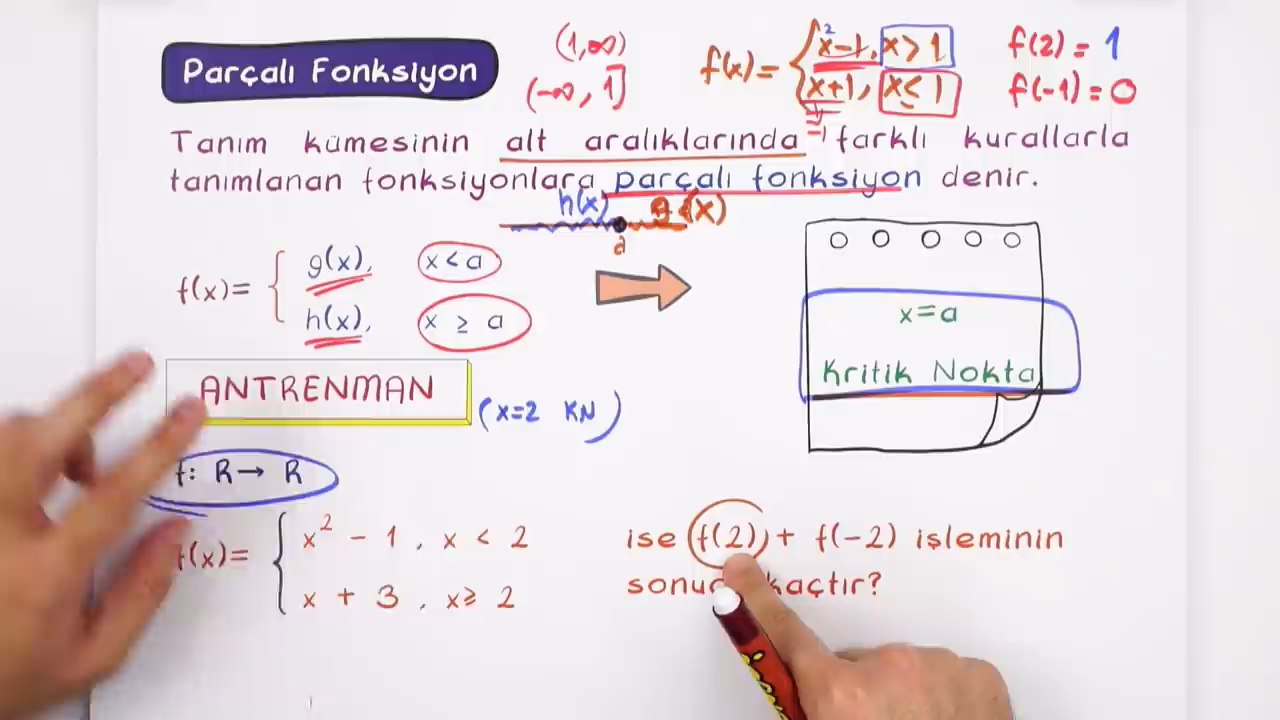 Parçalı Fonksiyon
(1,∞)
(-∞, 1]
f(x) = { x²-1, x > 1
x+1, x ≤ 1
-1
f(2) = 1
f(-1) = 0
Tanım kümesinin alt aralıklarında farklı kurallarla
tanımlanan fonksiyonlara parçalı fonksiyon denir.
h(x) g(x)
a
f(x) = { g(x), x < a
h(x), x ≥ a
x=a
Kritik Nokta
ANTRENMAN
(x=2 KN)
f: R→ R
f(x)= { x² - 1 , x < 2
x + 3 , x ≥ 2
ise f(2) + f(-2) işleminin
kaçtır?